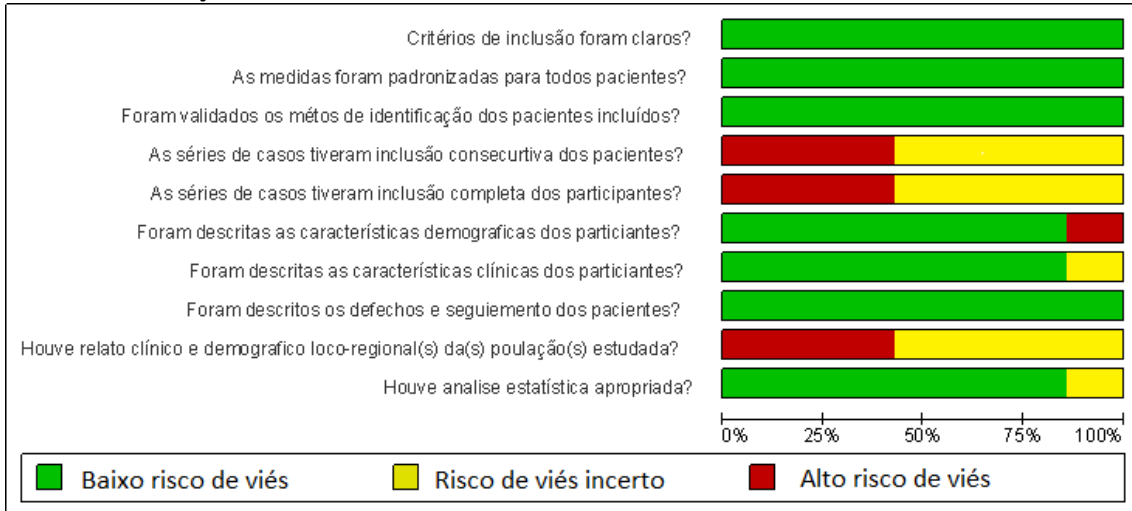 Critérios de inclusão foram claros?
As medidas foram padronizadas para todos pacientes?
Foram validados os métos de identificação dos pacientes incluídos?
As séries de casos tiveram inclusão consecurtiva dos pacientes?
As séries de casos tiveram inclusão completa dos participantes?
Foram descritas as características demograficas dos particiantes?
Foram descritas as características clínicas dos particiantes?
Foram descritos os defechos e seguiemento dos pacientes?
Houve relato clínico e demografico loco-regional(s) da(s) poulação(s) estudada?
Houve analise estatística apropriada?
0% 25% 50% 75% 100%
Baixo risco de viés Risco de viés incerto Alto risco de viés